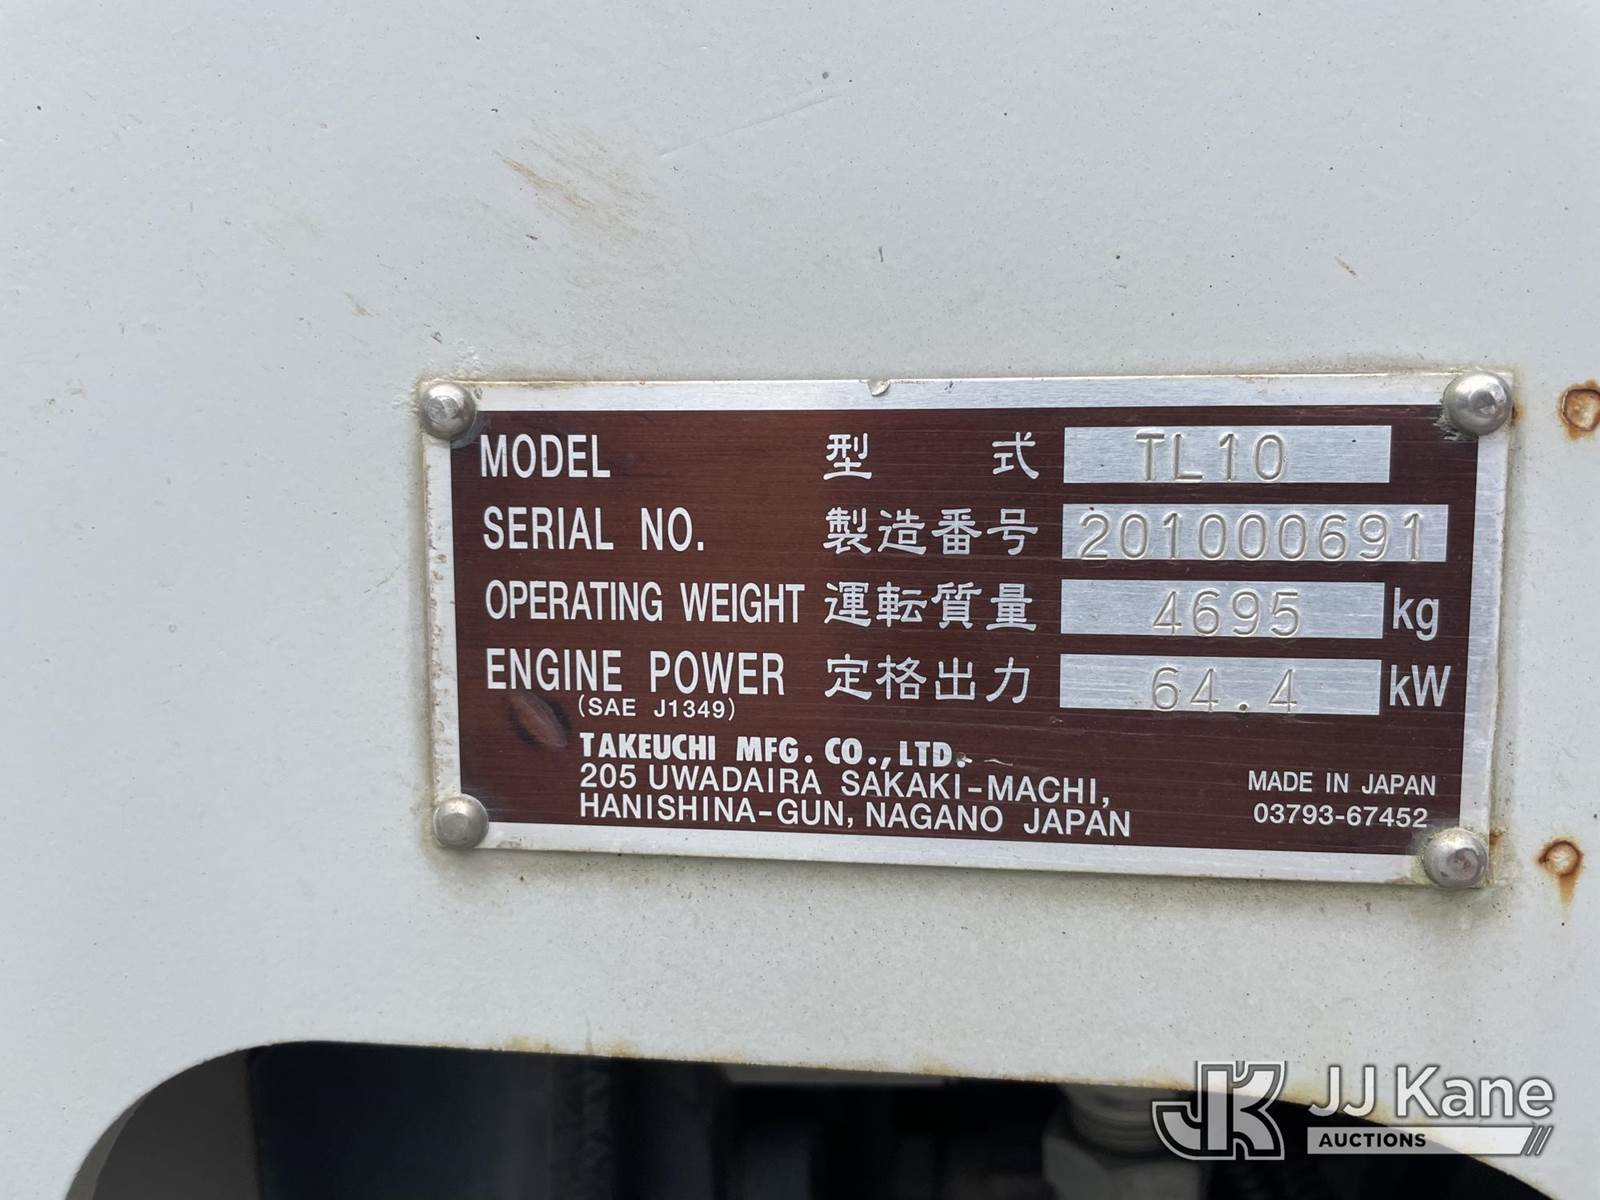 MODEL 型 式 TL10
SERIAL NO. 製造番号 201000691
OPERATING WEIGHT 運転質量 4695 kg
ENGINE POWER 定格出力 64.4 kW
(SAE J1349)
TAKEUCHI MFG. CO., LTD.
205 UWADAIRA SAKAKI-MACHI,
HANISHINA-GUN, NAGANO JAPAN
MADE IN JAPAN
03793-67452
JK JJ Kane
AUCTIONS